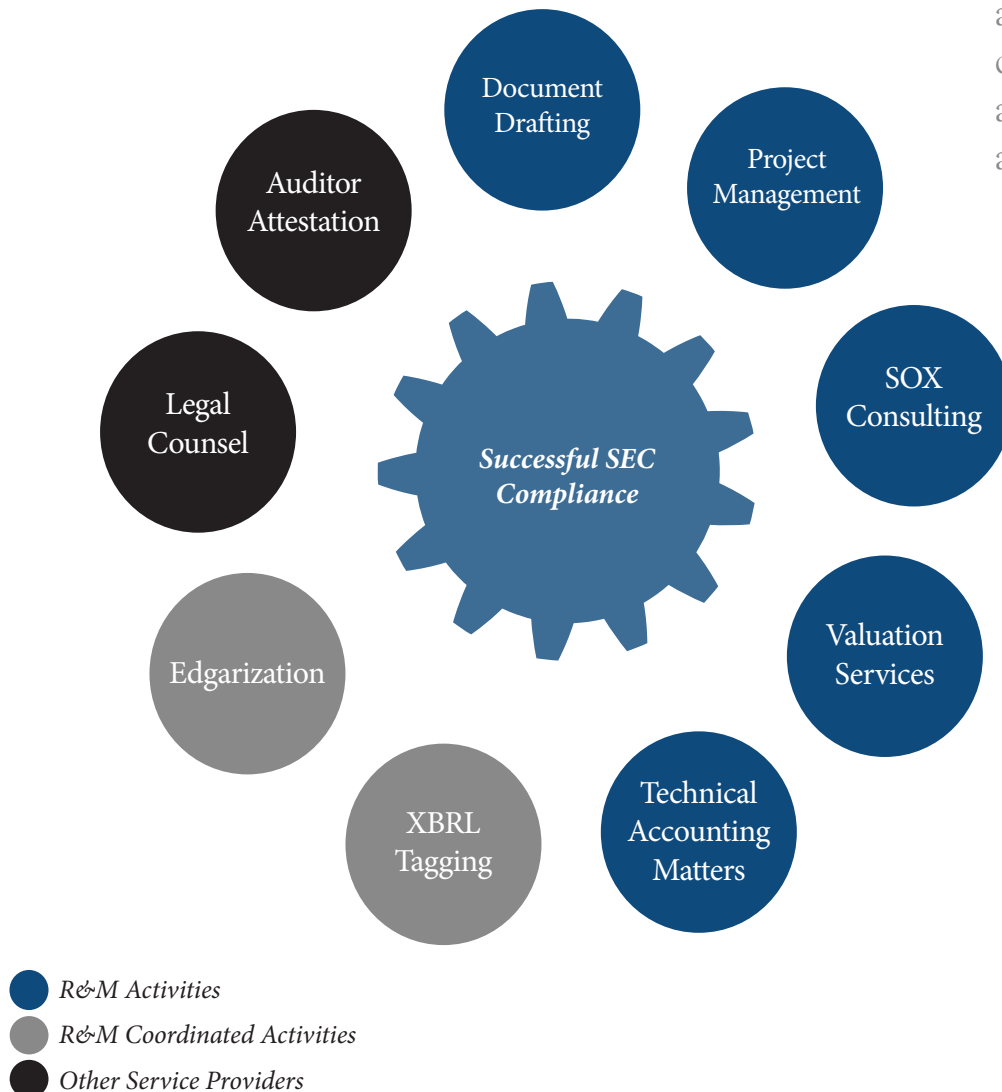 Document
Drafting
Project
Management
Auditor
Attestation
SOX
Consulting
Legal
Counsel
Successful SEC
Compliance
Valuation
Services
Edgarization
Technical
Accounting
Matters
XBRL
Tagging
R&M Activities
R&M Coordinated Activities
Other Service Providers